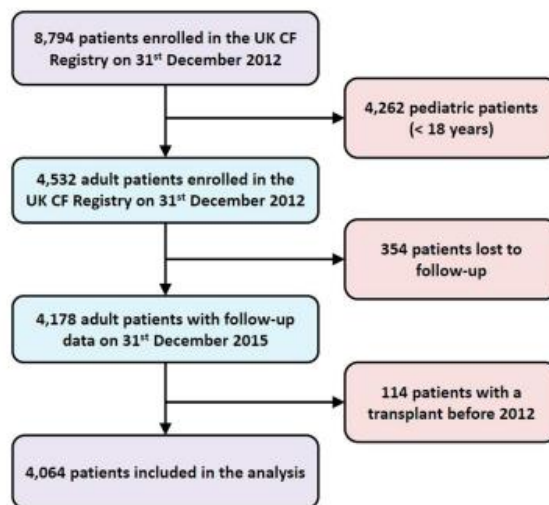 8,794 patients enrolled in the UK CF
Registry on 31st December 2012
4,262 pediatric patients
(< 18 years)
4,532 adult patients enrolled in the
UK CF Registry on 31st December 2012
354 patients lost to
follow-up
4,178 adult patients with follow-up
data on 31st December 2015
114 patients with a
transplant before 2012
4,064 patients included in the analysis